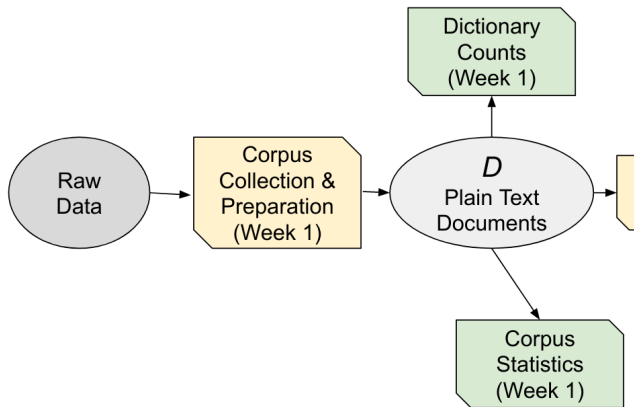 Dictionary
Counts
(Week 1)
Raw
Data
Corpus
Collection &
Preparation
(Week 1)
D
Plain Text
Documents
Corpus
Statistics
(Week 1)